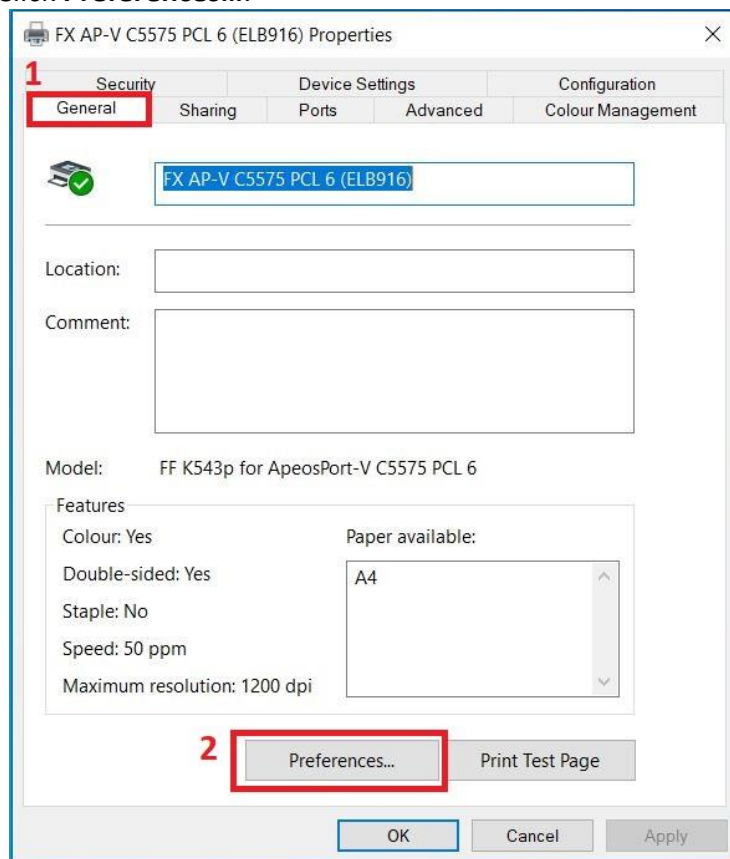 Click Preferences...
FX AP-V C5575 PCL 6 (ELB916) Properties
1
Security Device Settings Configuration
General Sharing Ports Advanced Colour Management
FX AP-V C5575 PCL 6 (ELB916)
Location:
Comment:
Model: FF K543p for ApeosPort-V C5575 PCL 6
Features
Colour: Yes Paper available:
Double-sided: Yes A4
Staple: No
Speed: 50 ppm
Maximum resolution: 1200 dpi
2
Preferences... Print Test Page
OK Cancel Apply